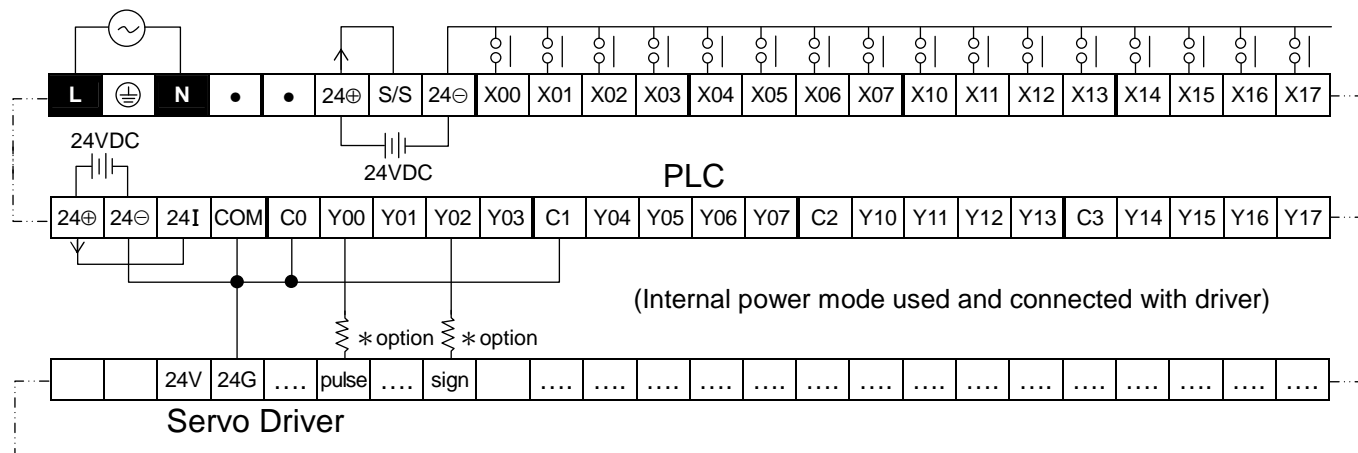 L N • • 24⊕ S/S 24⊖ X00 X01 X02 X03 X04 X05 X06 X07 X10 X11 X12 X13 X14 X15 X16 X17
24VDC
24VDC
PLC
24⊕ 24⊖ 24I COM C0 Y00 Y01 Y02 Y03 C1 Y04 Y05 Y06 Y07 C2 Y10 Y11 Y12 Y13 C3 Y14 Y15 Y16 Y17
(Internal power mode used and connected with driver)
＊option ＊option
24V 24G .... pulse .... sign .... .... .... .... .... .... .... .... .... .... .... .... .... .... ....
Servo Driver